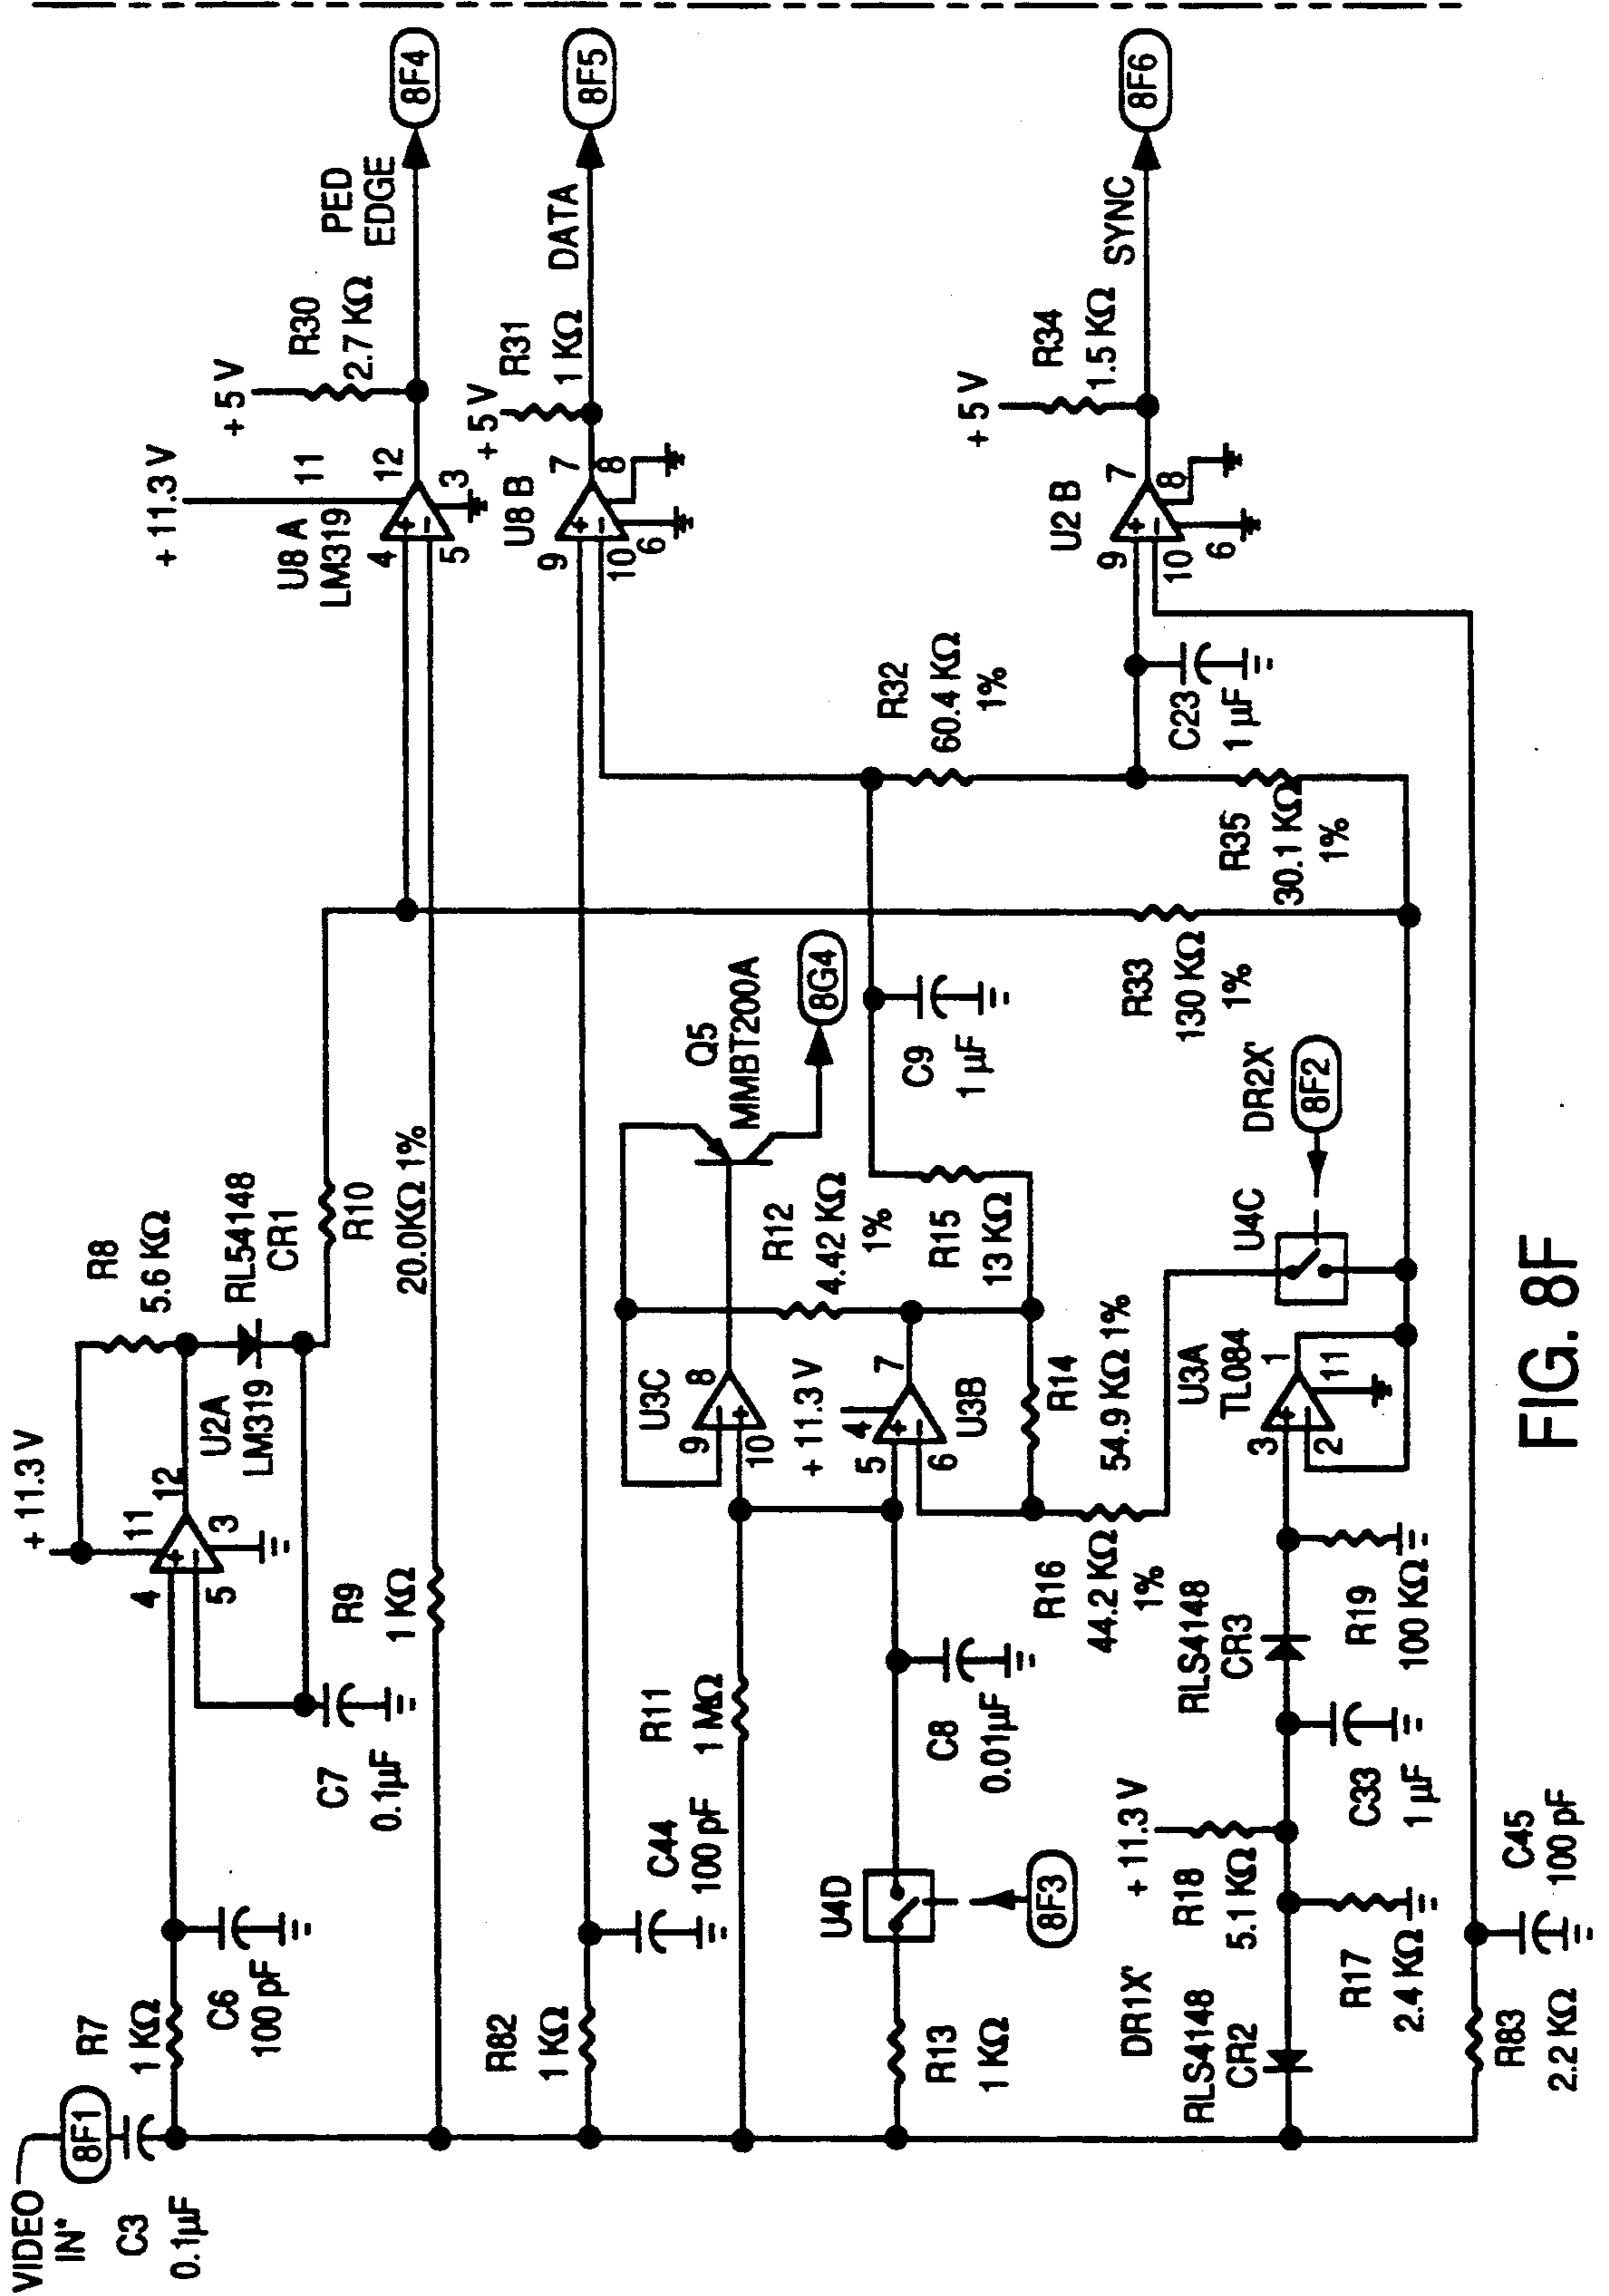 VIDEO
IN*
8F1
C3
0.1μF
R7
1 KΩ
C6
100 pF
+ 11.3 V
4
5
11
12
3
U2A
LM319
R8
5.6 KΩ
RL54148
CR1
C7
0.1μF
R9
1 KΩ
R10
20.0KΩ 1%
+ 11.3 V
U8 A
LM319
11
4
5
12
3
+ 5 V
R30
2.7 KΩ
PED
EDGE
8F4
R82
1 KΩ
C44
100 pF
U8 B
9
10
6
7
8
+ 5 V
R31
1 KΩ
DATA
8F5
R11
1 MΩ
U3C
9
10
8
Q5
MMBT200A
8G4
R12
4.42 KΩ
1%
+ 11.3 V
4
5
6
7
U3B
R15
13 KΩ
C9
1 μF
R32
60.4 KΩ
1%
R13
1 KΩ
U4D
8F3
C8
0.01μF
R14
54.9 KΩ 1%
R16
44.2 KΩ
1%
DR1X'
RLS4148
CR2
+ 11.3 V
R18
5.1 KΩ
R17
2.4 KΩ
C33
1 μF
RLS4148
CR3
R19
100 KΩ
U3A
TL084
3
2
1
11
U4C
DR2X'
8F2
R33
130 KΩ
1%
R35
30.1 KΩ
1%
C23
1 μF
U2 B
9
10
6
7
8
+ 5 V
R34
1.5 KΩ
SYNC
8F6
R83
2.2 KΩ
C45
100 pF
FIG. 8F